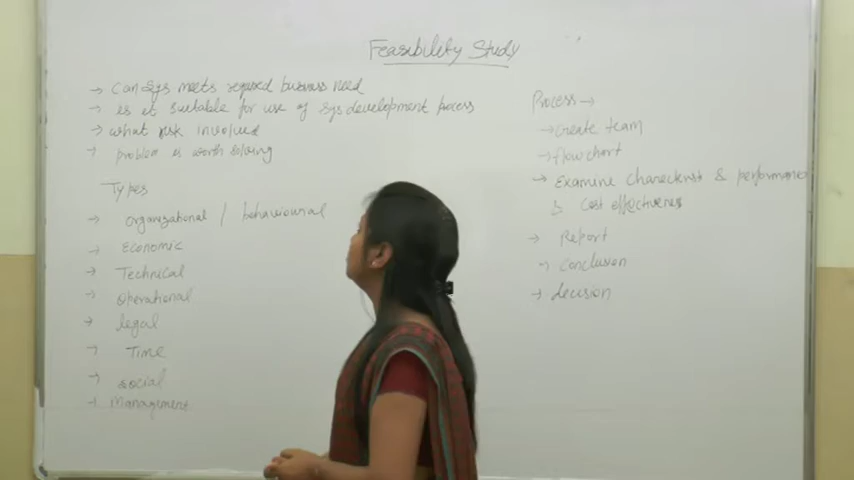 Feasibility Study
→ can sys meets required business need
→ is it suitable for use of sys development process
→ what risk involved
→ problem is worth solving
Types
→ organizational / behavioural
→ Economic
→ Technical
→ Operational
→ legal
→ Time
→ social
→ Management
Process →
→ create team
→ flow chart
→ Examine & performance
cost effectiveness
→ Report
→ conclusion
→ decision